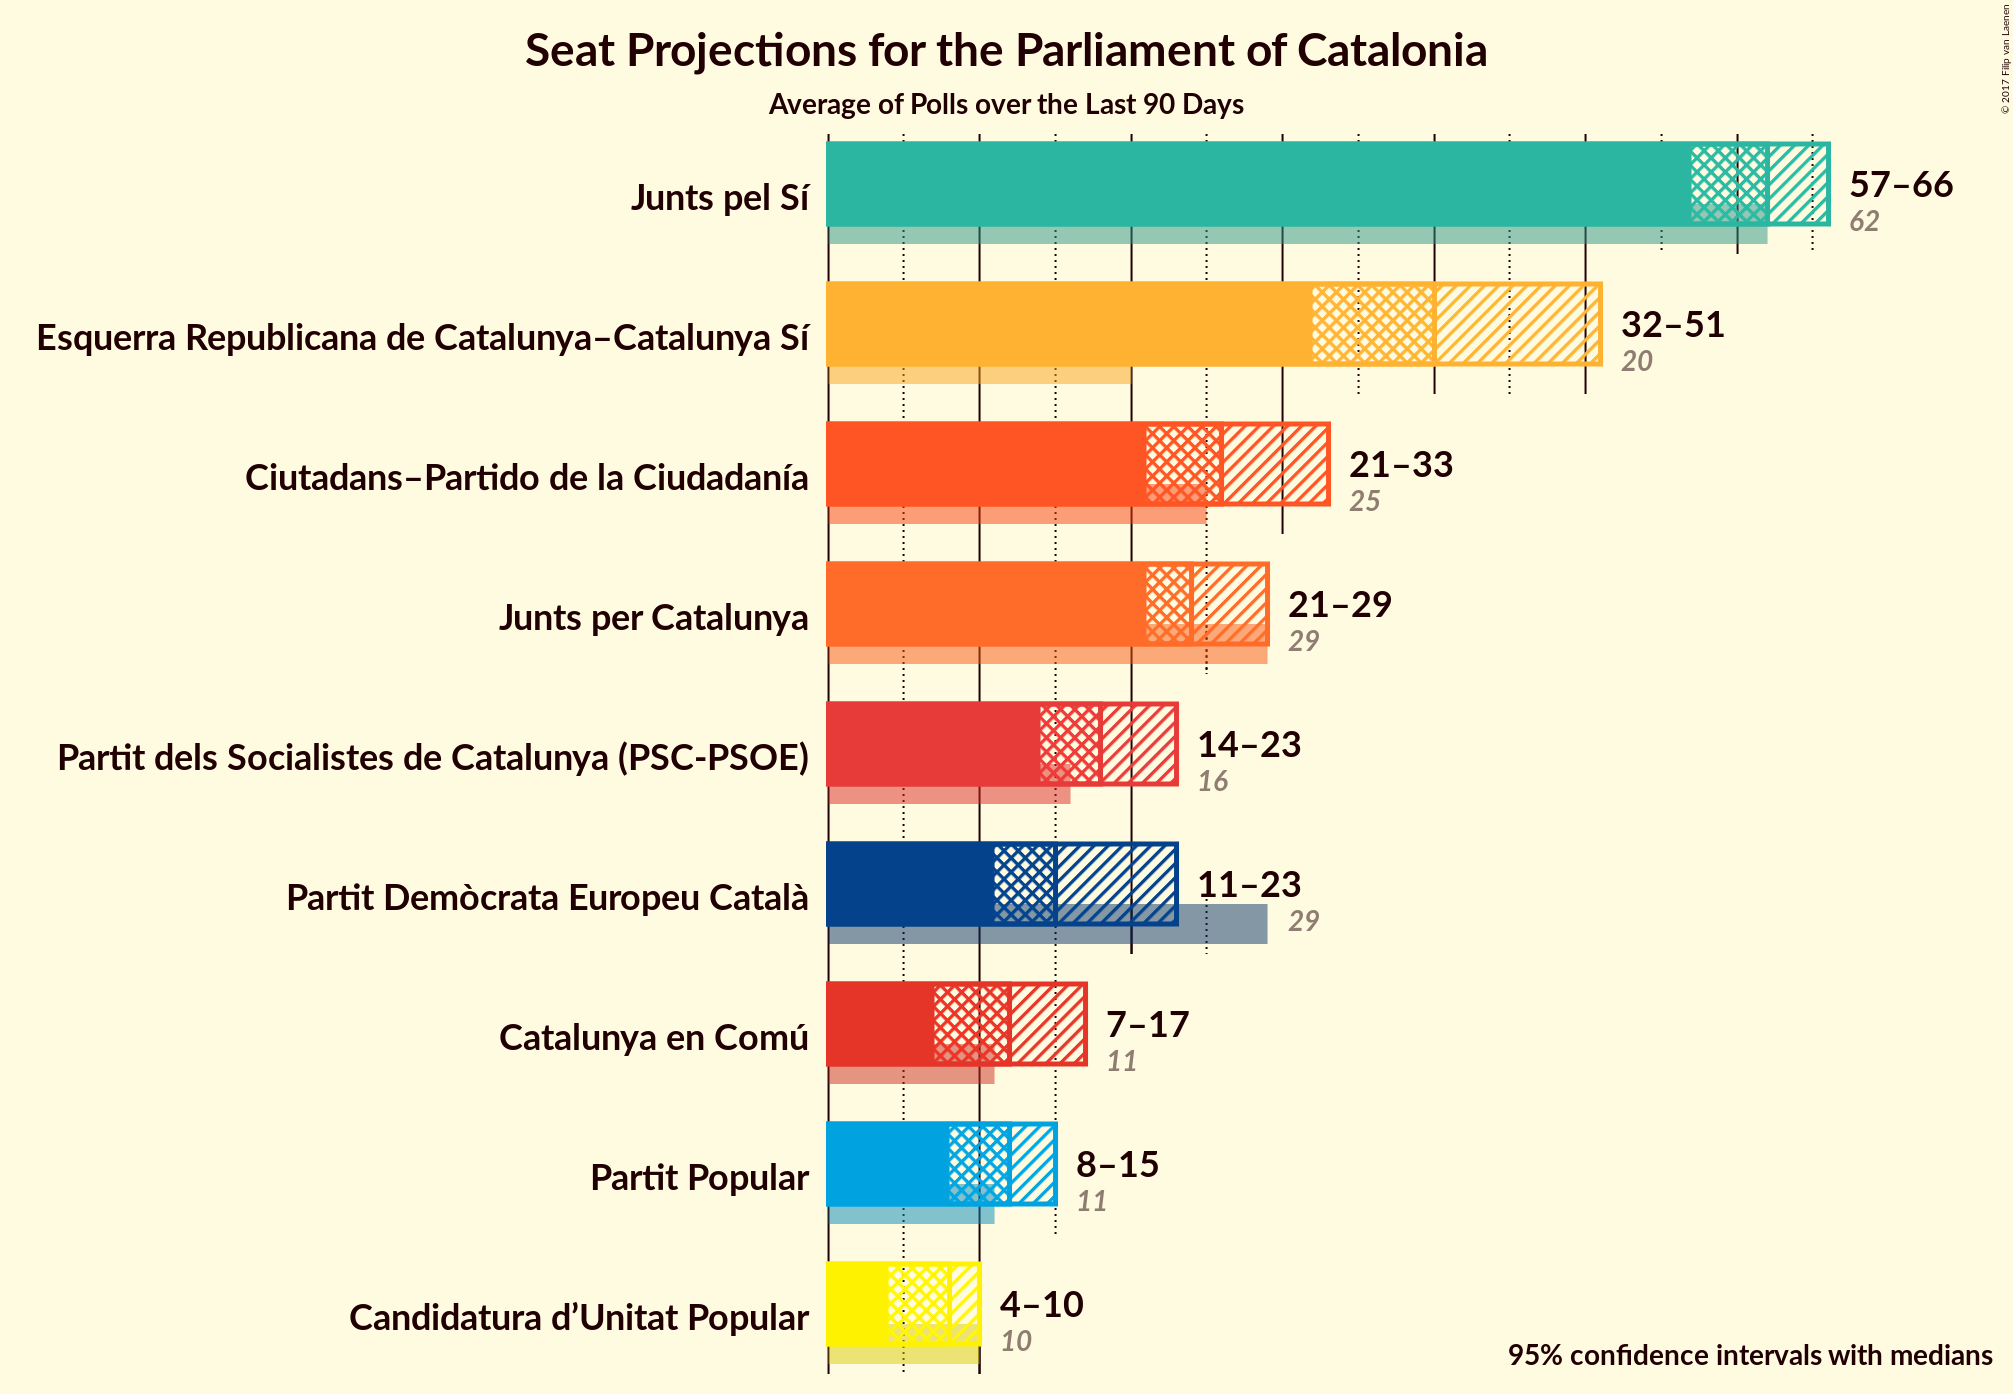 © 2017 Filip van Laenen
Seat Projections for the Parliament of Catalonia
Average of Polls over the Last 90 Days
Junts pel Sí
57–66
62
Esquerra Republicana de Catalunya–Catalunya Sí
32–51
20
Ciutadans–Partido de la Ciudadanía
21–33
25
Junts per Catalunya
21–29
29
Partit dels Socialistes de Catalunya (PSC-PSOE)
14–23
16
Partit Demòcrata Europeu Català
11–23
29
Catalunya en Comú
7–17
11
Partit Popular
8–15
11
Candidatura d’Unitat Popular
4–10
10
95% confidence intervals with medians